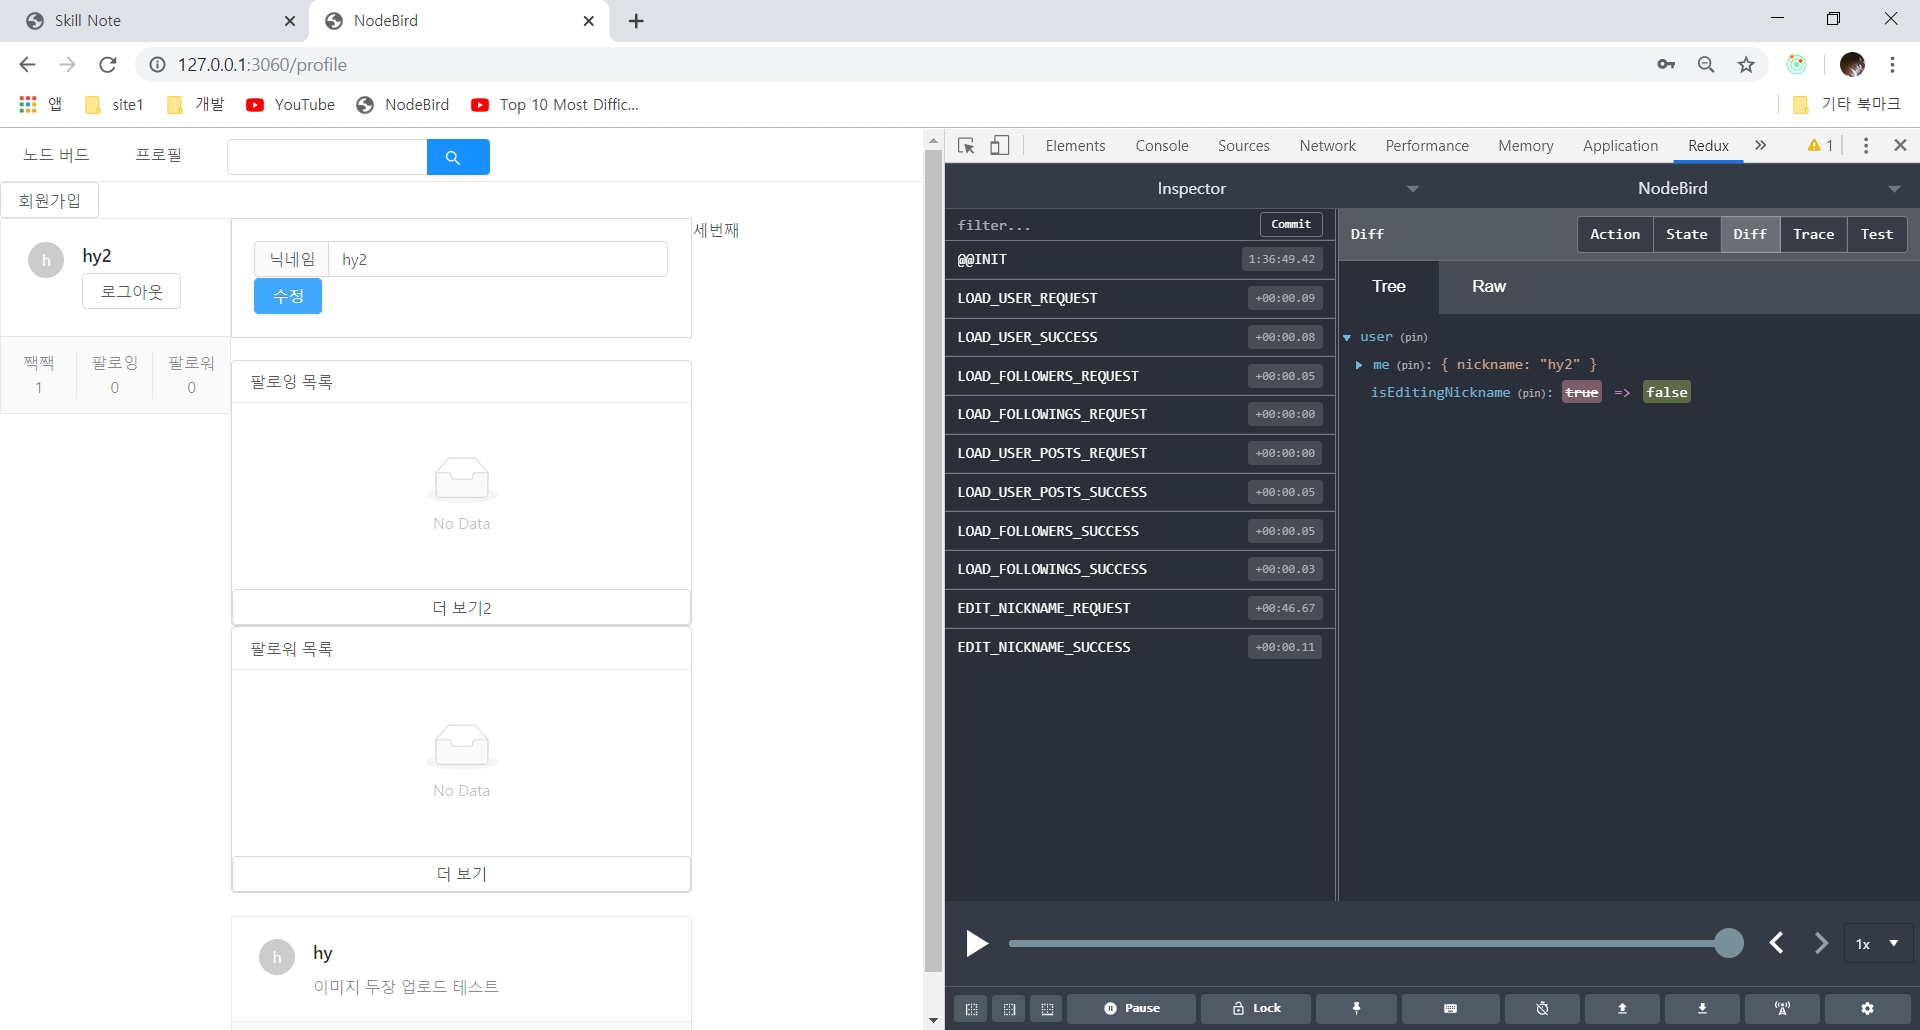 Skill Note
NodeBird
127.0.0.1:3060/profile
앱
site1
개발
YouTube
NodeBird
Top 10 Most Diffic...
기타 북마크
노드 버드
프로필
회원가입
h
hy2
로그아웃
짹짹
팔로잉
팔로워
1
0
0
닉네임
hy2
수정
세번째
팔로잉 목록
No Data
더 보기2
팔로워 목록
No Data
더 보기
h
hy
이미지 두장 업로드 테스트
Elements
Console
Sources
Network
Performance
Memory
Application
Redux
1
Inspector
NodeBird
filter...
Commit
@@INIT 1:36:49.42
LOAD_USER_REQUEST +00:00.09
LOAD_USER_SUCCESS +00:00.08
LOAD_FOLLOWERS_REQUEST +00:00.05
LOAD_FOLLOWINGS_REQUEST +00:00:00
LOAD_USER_POSTS_REQUEST +00:00:00
LOAD_USER_POSTS_SUCCESS +00:00.05
LOAD_FOLLOWERS_SUCCESS +00:00.05
LOAD_FOLLOWINGS_SUCCESS +00:00.03
EDIT_NICKNAME_REQUEST +00:46.67
EDIT_NICKNAME_SUCCESS +00:00.11
Diff
Action
State
Diff
Trace
Test
Tree
Raw
user (pin)
me (pin): { nickname: "hy2" }
isEditingNickname (pin): true => false
1x
Pause
Lock